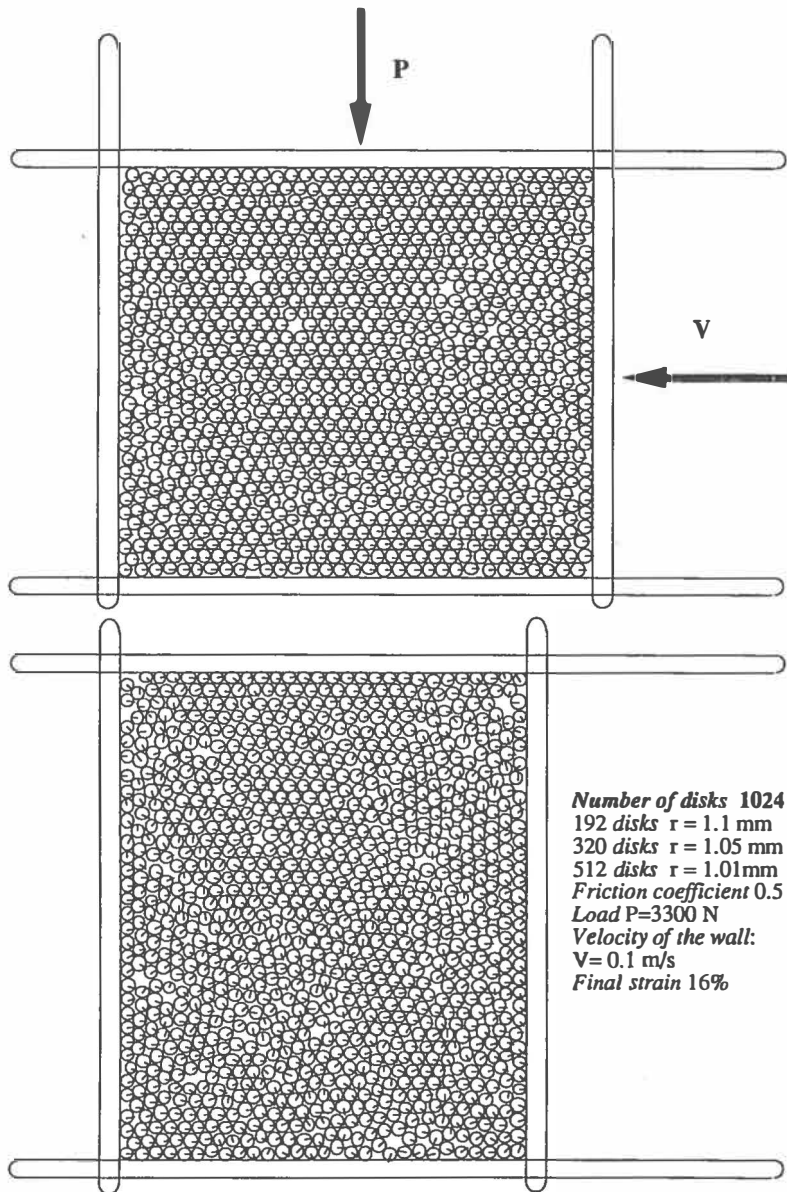 P
V
Number of disks 1024
192 disks r = 1.1 mm
320 disks r = 1.05 mm
512 disks r = 1.01mm
Friction coefficient 0.5
Load P=3300 N
Velocity of the wall:
V= 0.1 m/s
Final strain 16%